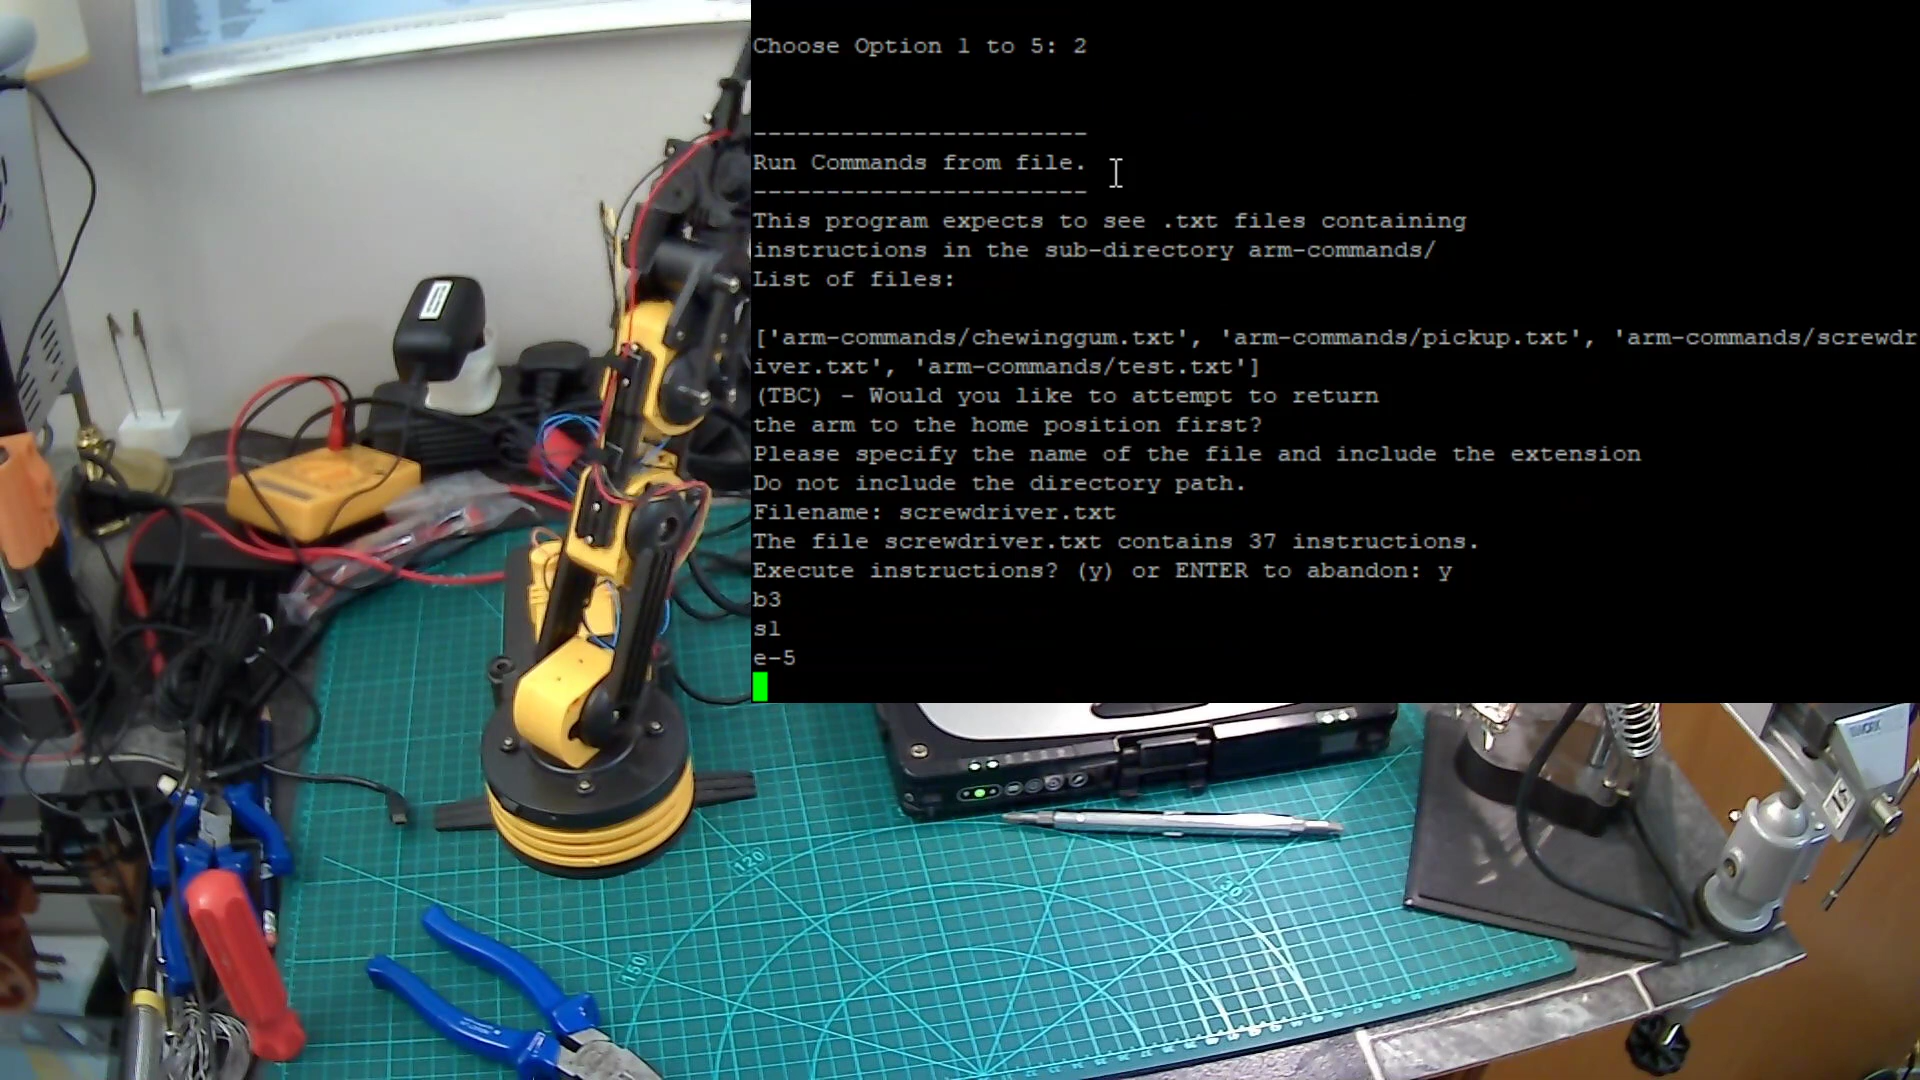 Choose Option 1 to 5: 2
-----------------------
Run Commands from file.
-----------------------
This program expects to see .txt files containing
instructions in the sub-directory arm-commands/
List of files:
['arm-commands/chewinggum.txt', 'arm-commands/pickup.txt', 'arm-commands/screwdr
iver.txt', 'arm-commands/test.txt']
(TBC) - Would you like to attempt to return
the arm to the home position first?
Please specify the name of the file and include the extension
Do not include the directory path.
Filename: screwdriver.txt
The file screwdriver.txt contains 37 instructions.
Execute instructions? (y) or ENTER to abandon: y
b3
s1
e-5
120
30
150